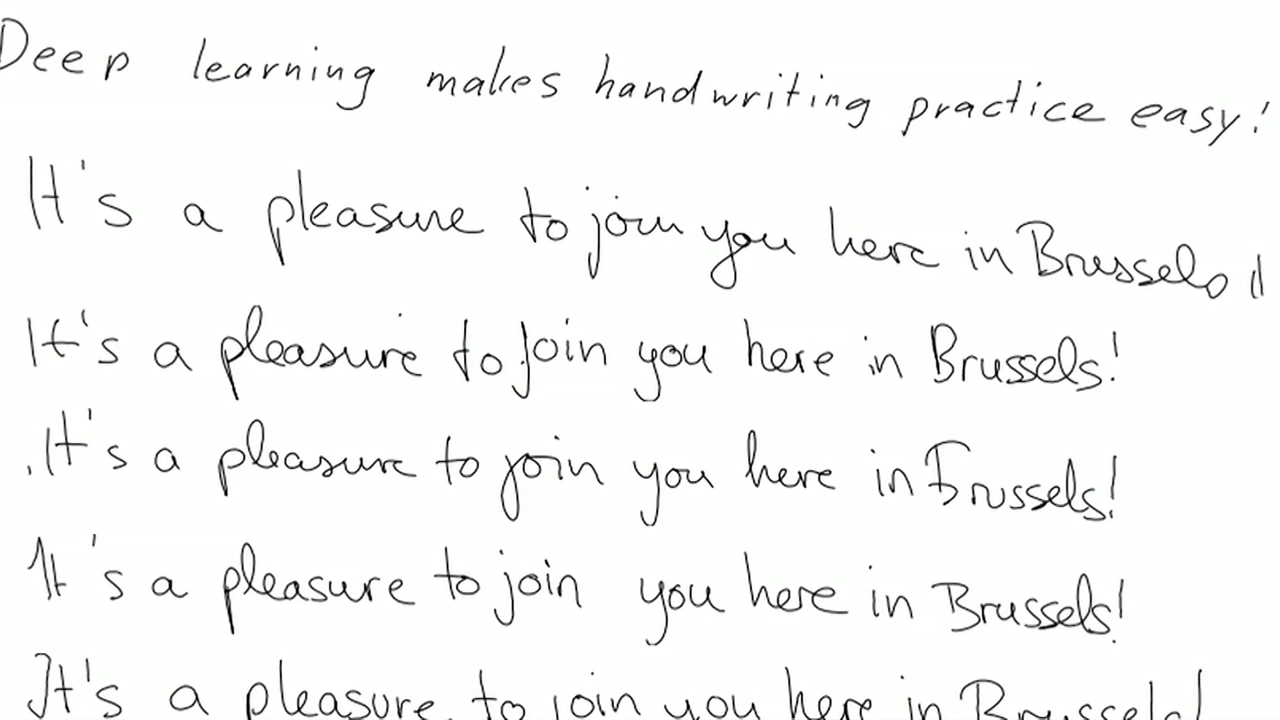 Deep learning makes handwriting practice easy!
It's a pleasure to join you here in Brussels!
It's a pleasure to join you here in Brussels!
It's a pleasure to join you here in Brussels!
It's a pleasure to join you here in Brussels!
It's a pleasure to join you here in Brussels!